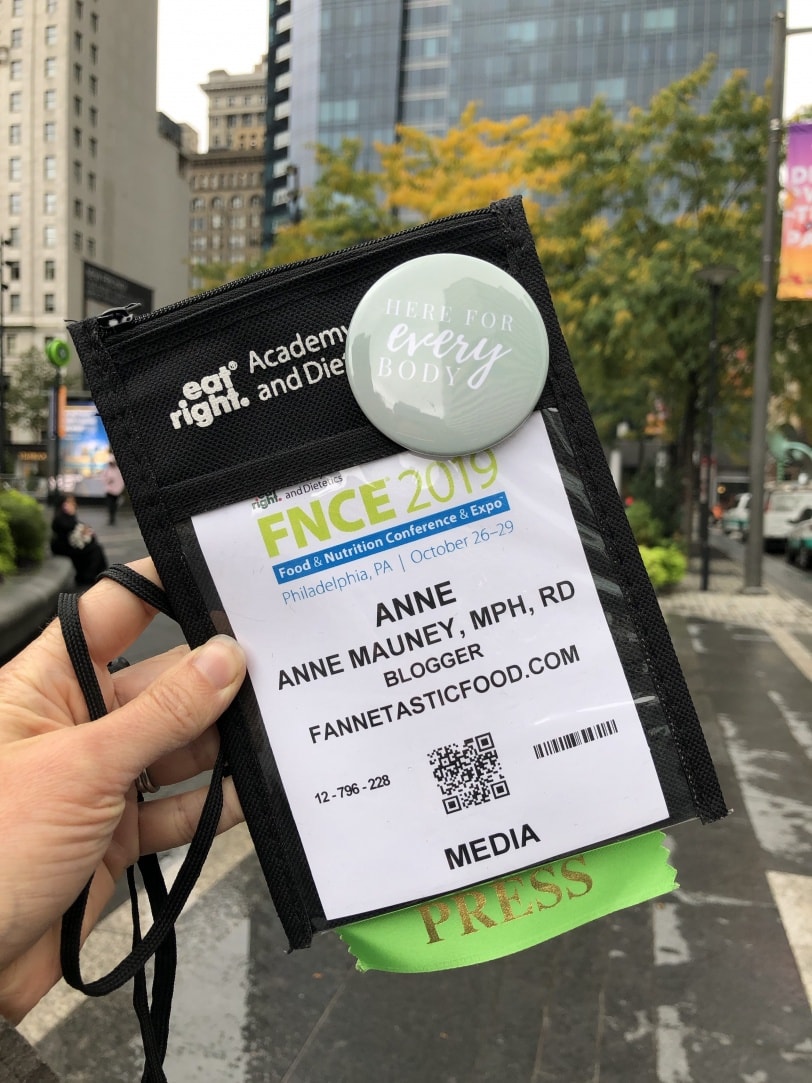 eat
right.
Academy
and Diet
HERE FOR
every
BODY
right. and Dietetics
FNCE® 2019
Food & Nutrition Conference & Expo™
Philadelphia, PA | October 26–29
ANNE
ANNE MAUNEY, MPH, RD
BLOGGER
FANNETASTICFOOD.COM
12-796-228
MEDIA
PRESS